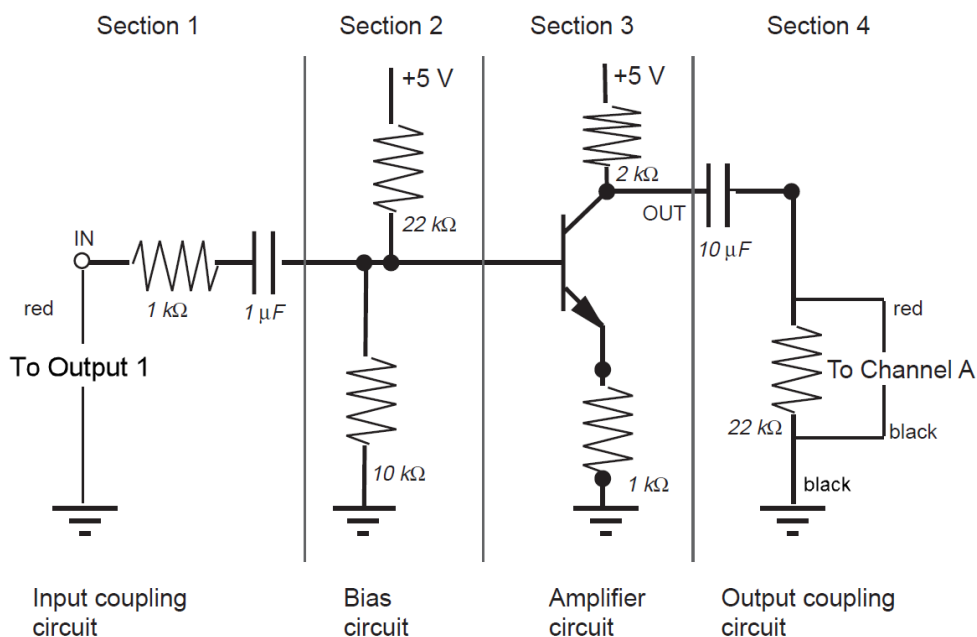 Section 1
Section 2
Section 3
Section 4
+5 V
+5 V
2 kΩ
22 kΩ
OUT
IN
10 μF
1 kΩ
1 μF
red
red
To Output 1
To Channel A
22 kΩ
black
10 kΩ
1 kΩ
black
Input coupling
circuit
Bias
circuit
Amplifier
circuit
Output coupling
circuit